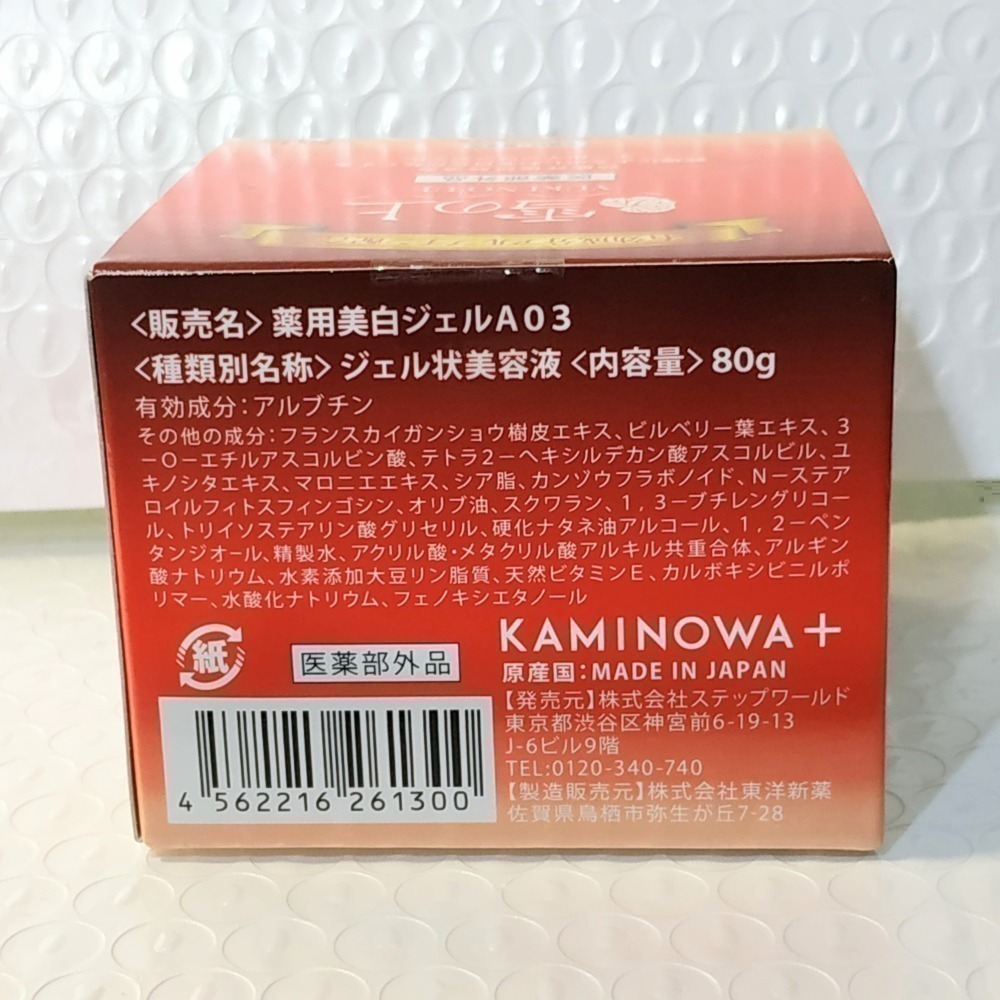 雪の上
YUKI NO UE
医薬部外品
<販売名> 薬用美白ジェルA03
<種類別名称> ジェル状美容液 <内容量> 80g
有効成分：アルブチン
その他の成分：フランスカイガンショウ樹皮エキス、ビルベリー葉エキス、3
－O－エチルアスコルビン酸、テトラ2－ヘキシルデカン酸アスコルビル、ユ
キノシタエキス、マロニエエキス、シア脂、カンゾウフラボノイド、N－ステア
ロイルフィトスフィンゴシン、オリブ油、スクワラン、1，3－ブチレングリコー
ル、トリイソステアリン酸グリセリル、硬化ナタネ油アルコール、1，2－ペン
タンジオール、精製水、アクリル酸・メタクリル酸アルキル共重合体、アルギン
酸ナトリウム、水素添加大豆リン脂質、天然ビタミンE、カルボキシビニルポ
リマー、水酸化ナトリウム、フェノキシエタノール
紙
医薬部外品
KAMINOWA+
原産国：MADE IN JAPAN
【発売元】株式会社ステップワールド
東京都渋谷区神宮前6-19-13
J-6ビル9階
TEL:0120-340-740
【製造販売元】株式会社東洋新薬
佐賀県鳥栖市弥生が丘7-28
4 562216 261300